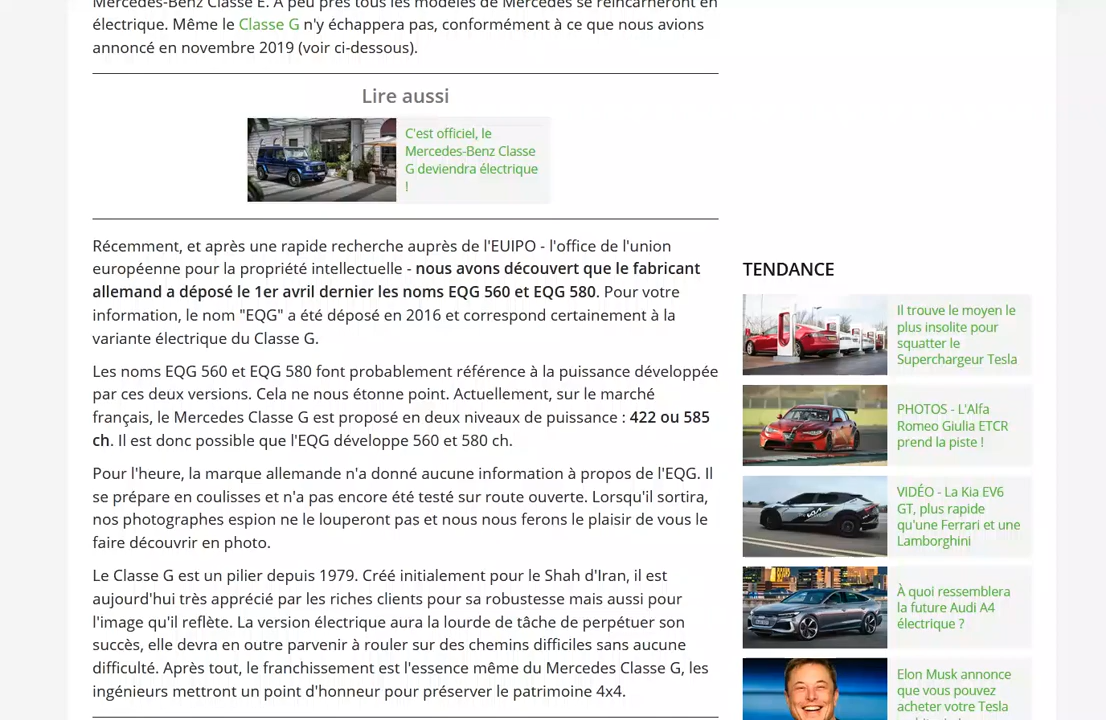 Mercedes-Benz Classe E. A peu près tous les modèles de Mercedes se réincarneront en
électrique. Même le Classe G n'y échappera pas, conformément à ce que nous avions
annoncé en novembre 2019 (voir ci-dessous).
Lire aussi
C'est officiel, le
Mercedes-Benz Classe
G deviendra électrique
!
Récemment, et après une rapide recherche auprès de l'EUIPO - l'office de l'union
européenne pour la propriété intellectuelle - nous avons découvert que le fabricant
allemand a déposé le 1er avril dernier les noms EQG 560 et EQG 580. Pour votre
information, le nom "EQG" a été déposé en 2016 et correspond certainement à la
variante électrique du Classe G.
Les noms EQG 560 et EQG 580 font probablement référence à la puissance développée
par ces deux versions. Cela ne nous étonne point. Actuellement, sur le marché
français, le Mercedes Classe G est proposé en deux niveaux de puissance : 422 ou 585
ch. Il est donc possible que l'EQG développe 560 et 580 ch.
Pour l'heure, la marque allemande n'a donné aucune information à propos de l'EQG. Il
se prépare en coulisses et n'a pas encore été testé sur route ouverte. Lorsqu'il sortira,
nos photographes espion ne le louperont pas et nous nous ferons le plaisir de vous le
faire découvrir en photo.
Le Classe G est un pilier depuis 1979. Créé initialement pour le Shah d'Iran, il est
aujourd'hui très apprécié par les riches clients pour sa robustesse mais aussi pour
l'image qu'il reflète. La version électrique aura la lourde de tâche de perpétuer son
succès, elle devra en outre parvenir à rouler sur des chemins difficiles sans aucune
difficulté. Après tout, le franchissement est l'essence même du Mercedes Classe G, les
ingénieurs mettront un point d'honneur pour préserver le patrimoine 4x4.
TENDANCE
Il trouve le moyen le
plus insolite pour
squatter le
Superchargeur Tesla
PHOTOS - L'Alfa
Romeo Giulia ETCR
prend la piste !
VIDÉO - La Kia EV6
GT, plus rapide
qu'une Ferrari et une
Lamborghini
À quoi ressemblera
la future Audi A4
électrique ?
Elon Musk annonce
que vous pouvez
acheter votre Tesla